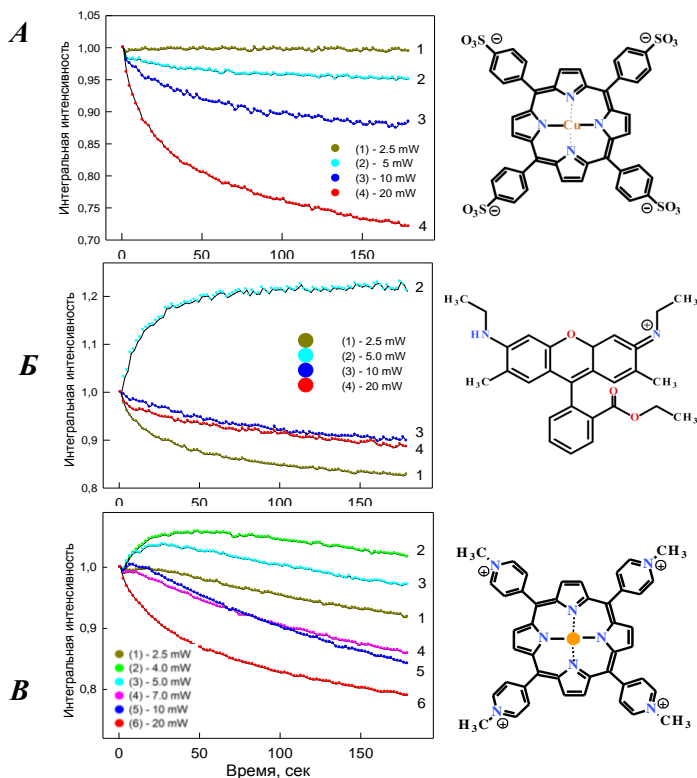 А
Интегральная интенсивность
1,00
0,95
0,90
0,85
0,80
0,75
0,70
0 50 100 150
1
2
3
4
(1) - 2.5 mW
(2) - 5 mW
(3) - 10 mW
(4) - 20 mW
⊖ ⊖
SO₃ SO₃
N
N Cu N
N
SO₃ SO₃
⊖ ⊖
Б
Интегральная интенсивность
1,2
1,0
0,9
0,8
0 50 100 150
2
3
4
1
(1) - 2.5 mW
(2) - 5.0 mW
(3) - 10 mW
(4) - 20 mW
H₃C CH₃
HN O N ⊕
H₃C CH₃
O
O CH₃
В
Интегральная интенсивность
1,0
0,9
0,8
0 50 100 150
Время, сек
2
3
1
4
5
6
(1) - 2.5 mW
(2) - 4.0 mW
(3) - 5.0 mW
(4) - 7.0 mW
(5) - 10 mW
(6) - 20 mW
H₃C CH₃
N ⊕ N ⊕
N
N N
N
⊕ N N ⊕
H₃C CH₃